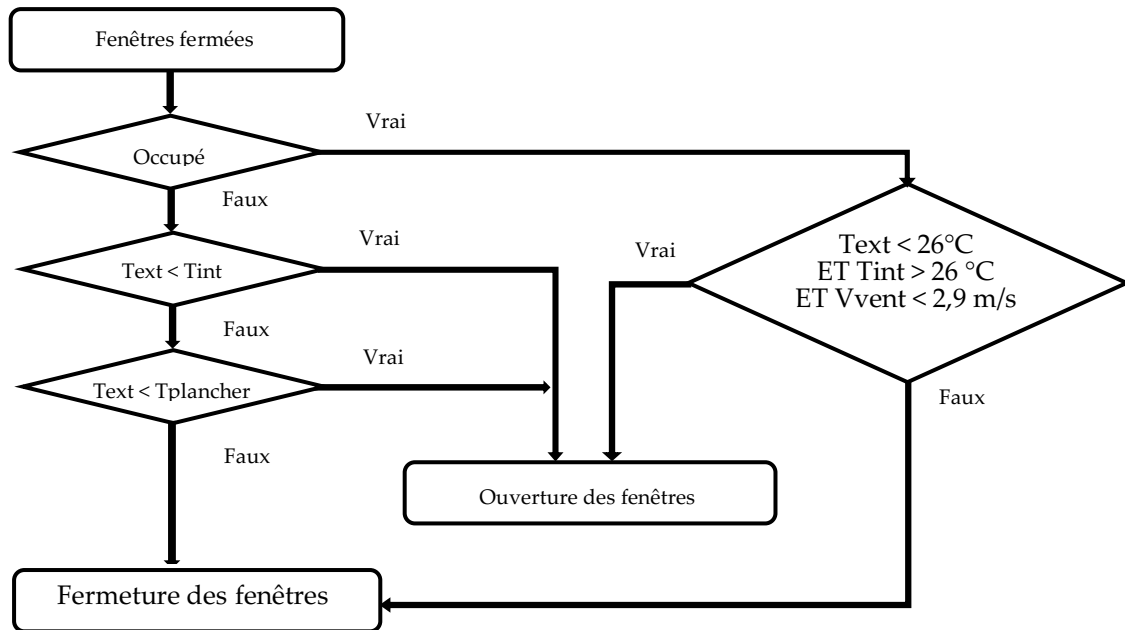 Fenêtres fermées
Vrai
Occupé
Faux
Vrai
Text < Tint
Vrai
Text < 26°C
ET Tint > 26 °C
ET Vvent < 2,9 m/s
Faux
Vrai
Text < Tplancher
Faux
Faux
Ouverture des fenêtres
Fermeture des fenêtres